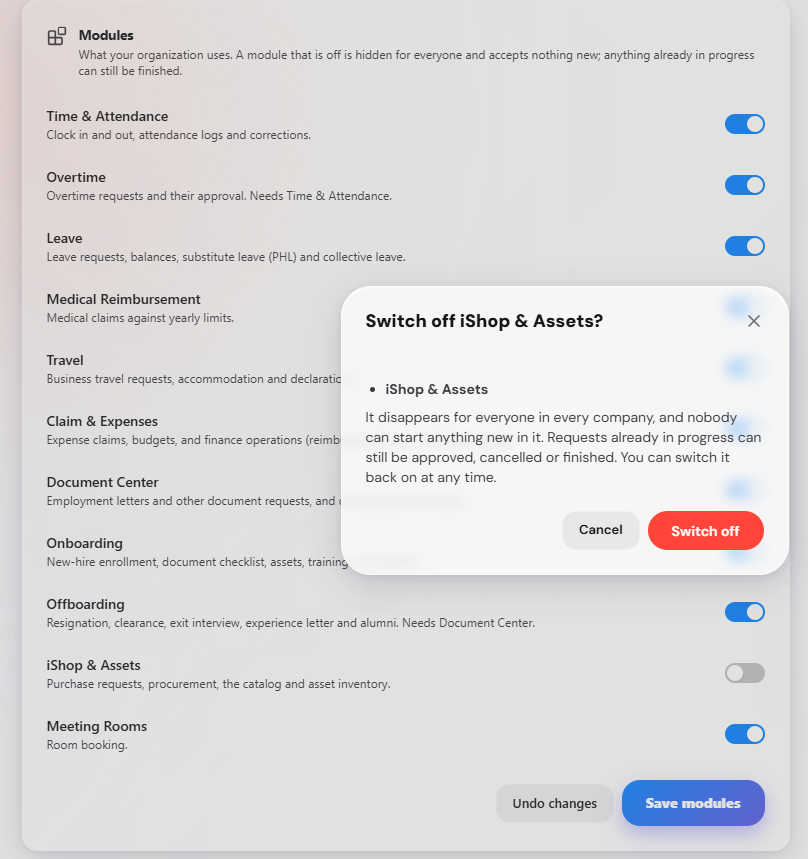 Modules
What your organization uses. A module that is off is hidden for everyone and accepts nothing new; anything already in progress
can still be finished.
Time & Attendance
Clock in and out, attendance logs and corrections.
Overtime
Overtime requests and their approval. Needs Time & Attendance.
Leave
Leave requests, balances, substitute leave (PHL) and collective leave.
Medical Reimbursement
Medical claims against yearly limits.
Travel
Business travel requests, accommodation and
Claim & Expenses
Expense claims, budgets, and finance operations
Document Center
Employment letters and other document requests, and
Onboarding
New-hire enrollment, document checklist, assets, training
Switch off iShop & Assets?
• iShop & Assets
It disappears for everyone in every company, and nobody
can start anything new in it. Requests already in progress can
still be approved, cancelled or finished. You can switch it
back on at any time.
Cancel
Switch off
Offboarding
Resignation, clearance, exit interview, experience letter and alumni. Needs Document Center.
iShop & Assets
Purchase requests, procurement, the catalog and asset inventory.
Meeting Rooms
Room booking.
Undo changes
Save modules